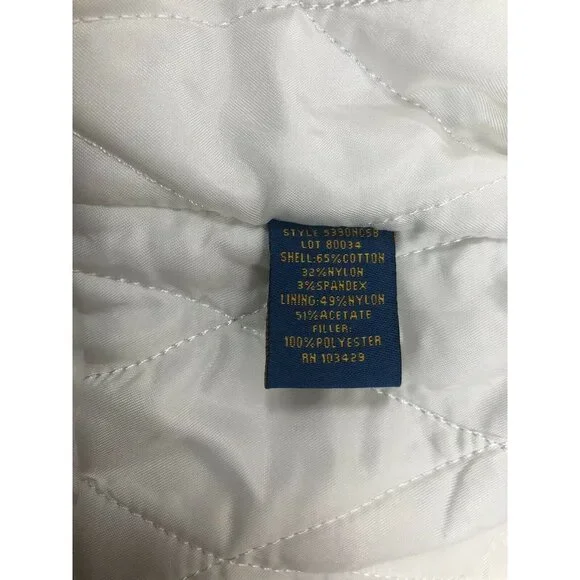 STYLE 5390HC58
LOT 80034
SHELL:65%COTTON
32%NYLON
3%SPANDEX
LINING:49%NYLON
51%ACETATE
FILLER:
100%POLYESTER
RN 103429